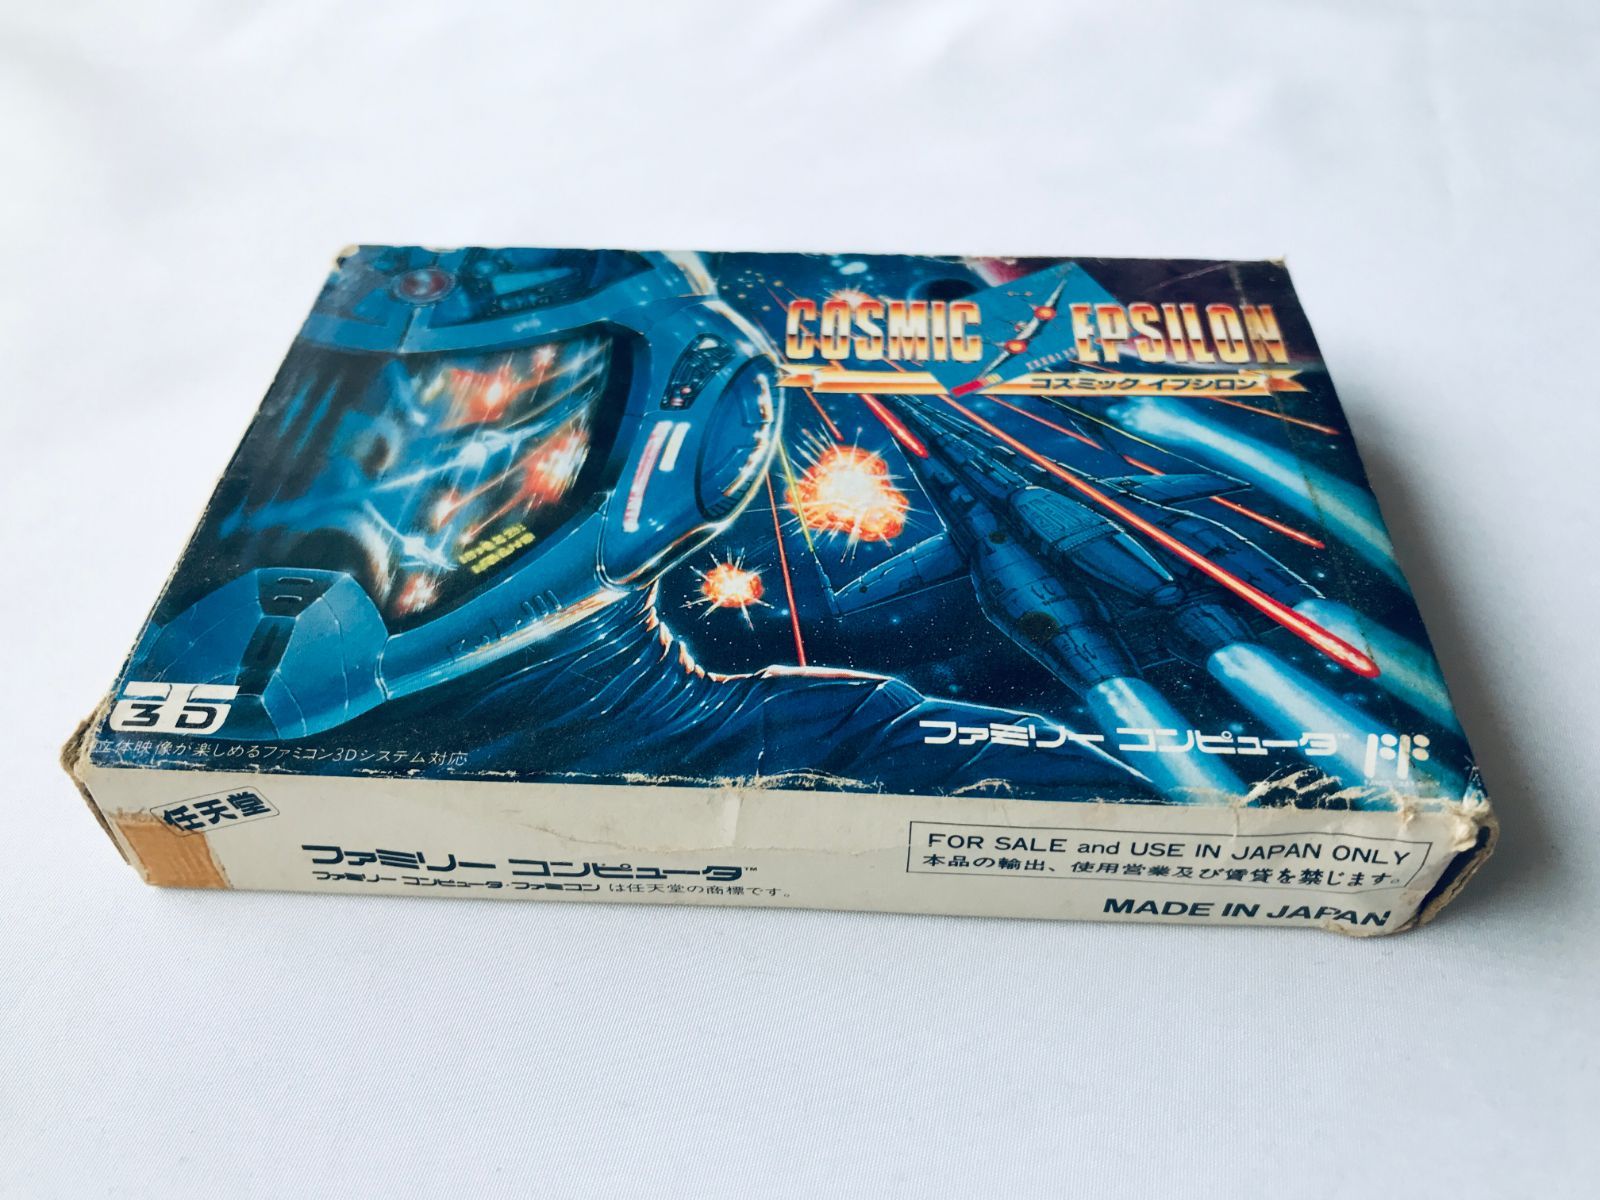 COSMIC EPSILON
コズミック イプシロン
3D
立体映像が楽しめるファミコン3Dシステム対応
ファミリー コンピュータ™
任天堂
ファミリー コンピュータ™
ファミリー コンピュータ・ファミコン は任天堂の商標です。
FOR SALE and USE IN JAPAN ONLY
本品の輸出、使用営業及び賃貸を禁じます。
MADE IN JAPAN